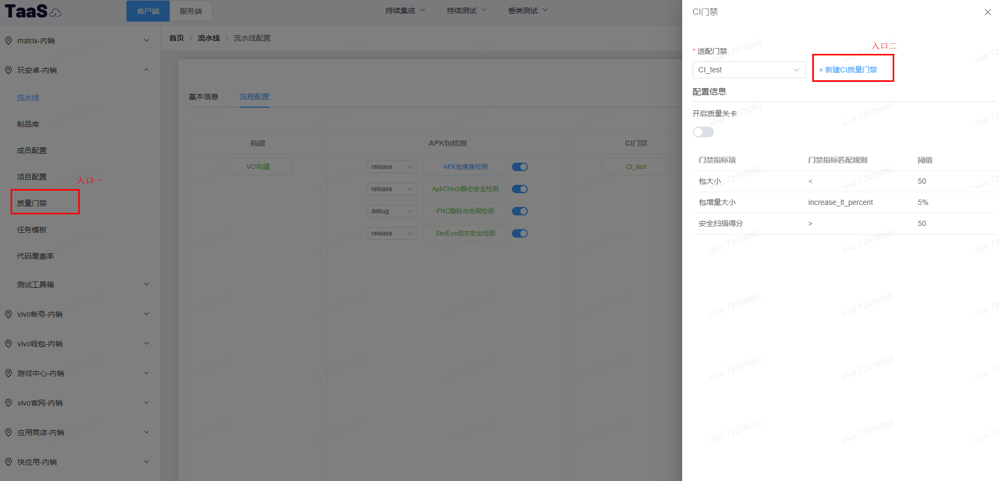 TaaS
客户端
服务端
持续集成
持续测试
垂类测试
matrix-内销
玩安卓-内销
流水线
制品库
成员配置
项目配置
入口一
质量门禁
任务模板
代码覆盖率
测试工具箱
vivo帐号-内销
vivo钱包-内销
游戏中心-内销
vivo官网-内销
应用商店-内销
快应用-内销
首页 > 流水线 > 流水线配置
基本信息
流程配置
构建
APK包检测
CI门禁
VCI构建
release
APK包瘦身检测
CI_test
release
ApkCheck静态安全检测
debug
PNC隐私与合规检测
release
SecEye动态安全检测
CI门禁
入口二
* 适配门禁
CI_test
+ 新建CI质量门禁
配置信息
开启质量关卡
门禁指标项 门禁指标匹配规则 阈值
包大小 < 50
包增量大小 increase_lt_percent 5%
安全扫描得分 > 50
vivo 72078065